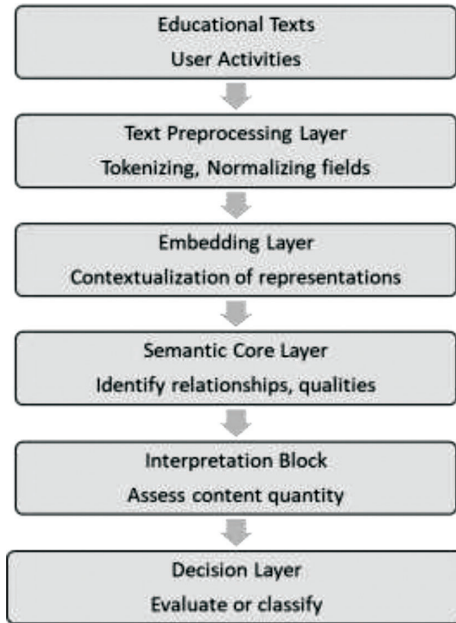 Educational Texts
User Activities
Text Preprocessing Layer
Tokenizing, Normalizing fields
Embedding Layer
Contextualization of representations
Semantic Core Layer
Identify relationships, qualities
Interpretation Block
Assess content quantity
Decision Layer
Evaluate or classify